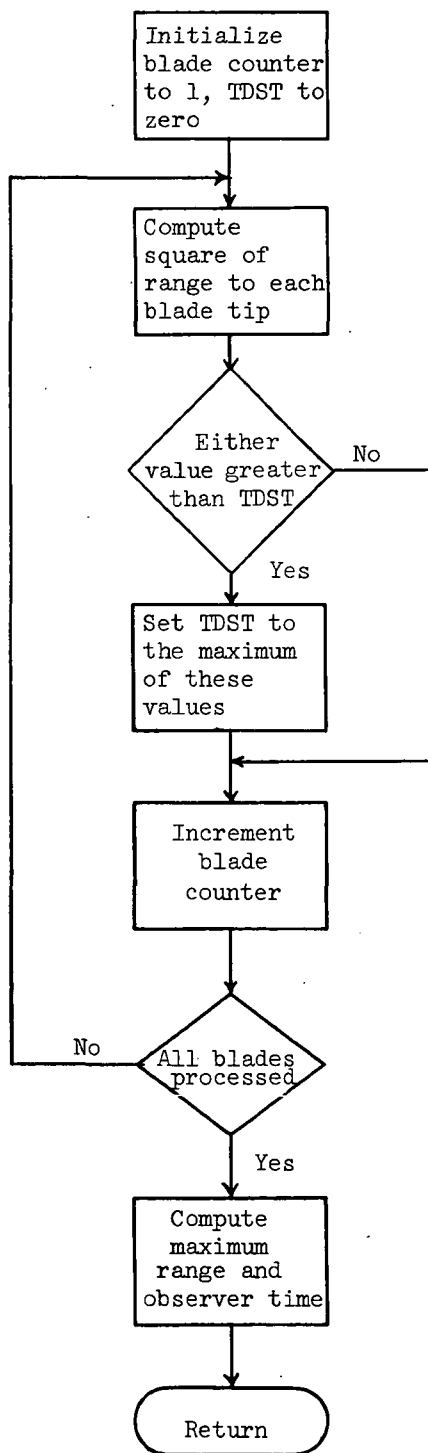 Initialize
blade counter
to 1, TDST to
zero
Compute
square of
range to each
blade tip
Either
value greater
than TDST
No
Yes
Set TDST to
the maximum
of these
values
Increment
blade
counter
No
All blades
processed
Yes
Compute
maximum
range and
observer time
Return